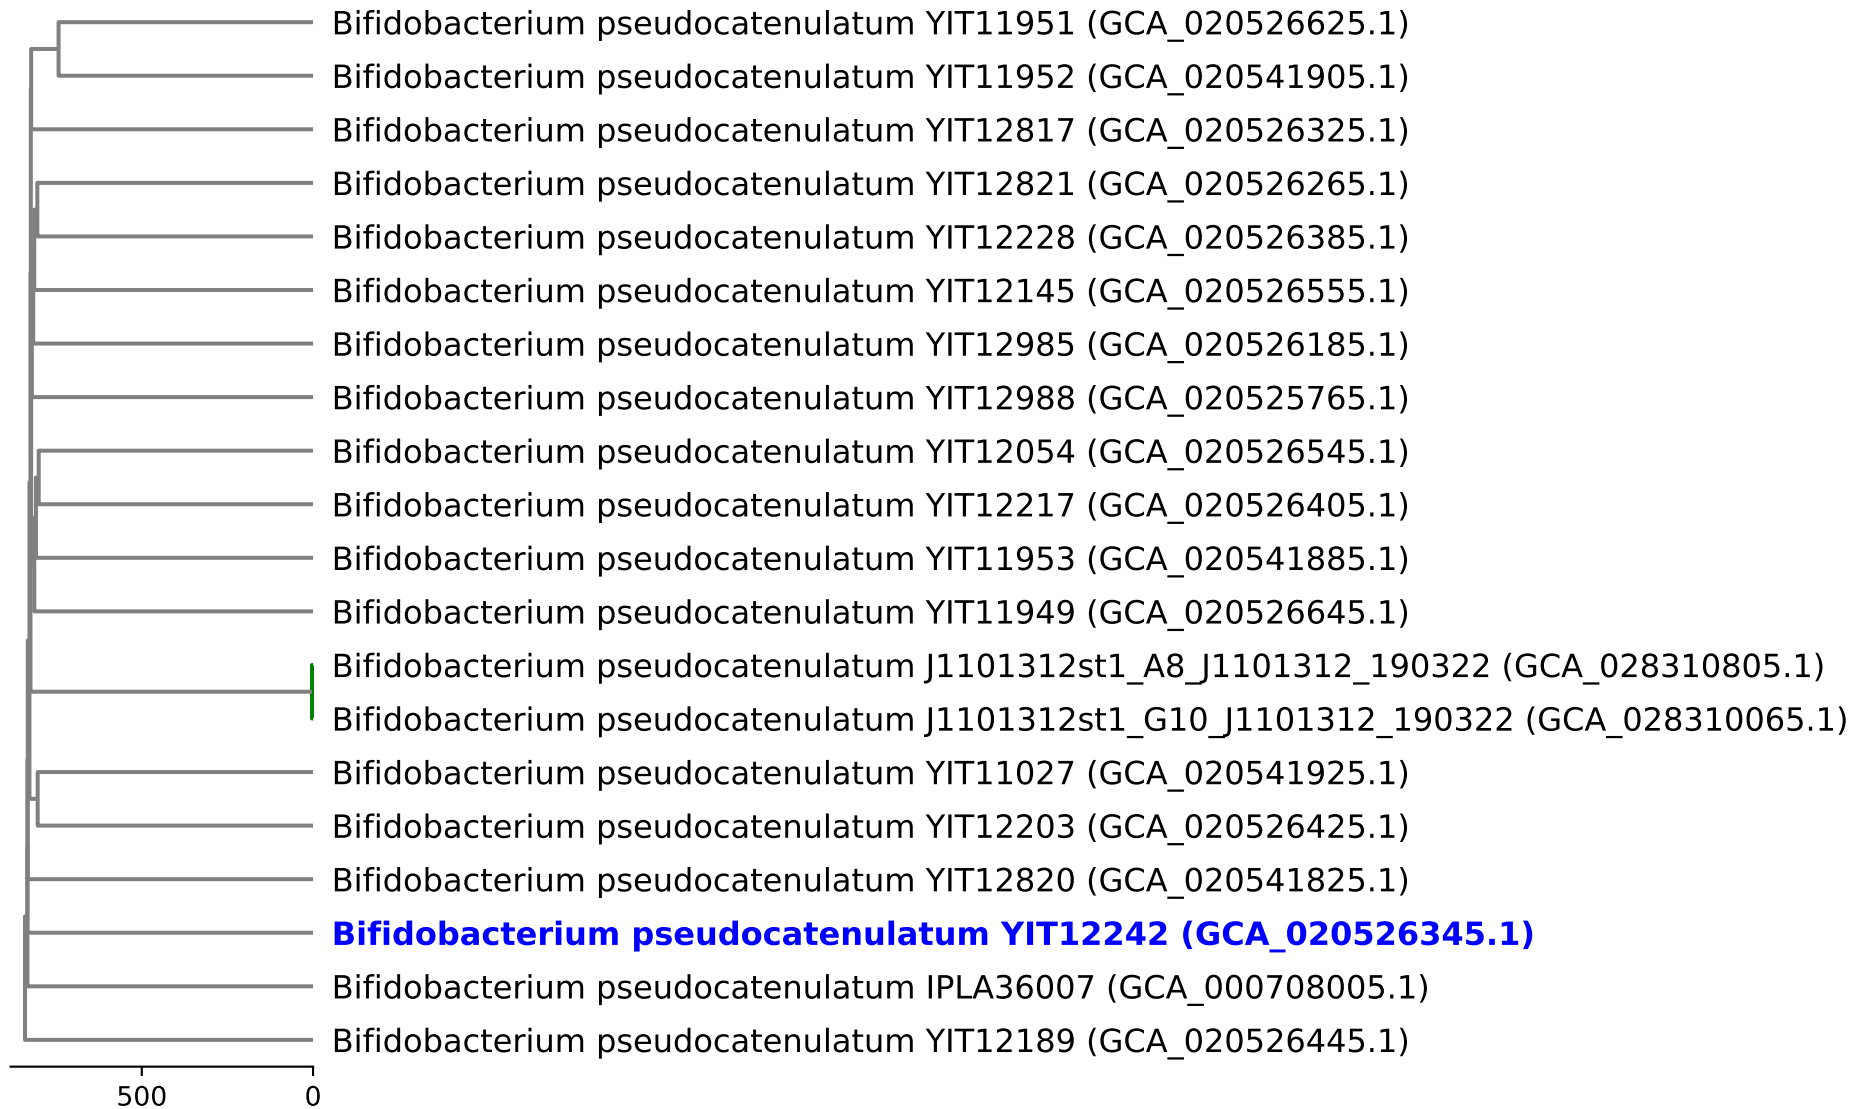 Bifidobacterium pseudocatenulatum YIT11951 (GCA_020526625.1)
Bifidobacterium pseudocatenulatum YIT11952 (GCA_020541905.1)
Bifidobacterium pseudocatenulatum YIT12817 (GCA_020526325.1)
Bifidobacterium pseudocatenulatum YIT12821 (GCA_020526265.1)
Bifidobacterium pseudocatenulatum YIT12228 (GCA_020526385.1)
Bifidobacterium pseudocatenulatum YIT12145 (GCA_020526555.1)
Bifidobacterium pseudocatenulatum YIT12985 (GCA_020526185.1)
Bifidobacterium pseudocatenulatum YIT12988 (GCA_020525765.1)
Bifidobacterium pseudocatenulatum YIT12054 (GCA_020526545.1)
Bifidobacterium pseudocatenulatum YIT12217 (GCA_020526405.1)
Bifidobacterium pseudocatenulatum YIT11953 (GCA_020541885.1)
Bifidobacterium pseudocatenulatum YIT11949 (GCA_020526645.1)
Bifidobacterium pseudocatenulatum J1101312st1_A8_J1101312_190322 (GCA_028310805.1)
Bifidobacterium pseudocatenulatum J1101312st1_G10_J1101312_190322 (GCA_028310065.1)
Bifidobacterium pseudocatenulatum YIT11027 (GCA_020541925.1)
Bifidobacterium pseudocatenulatum YIT12203 (GCA_020526425.1)
Bifidobacterium pseudocatenulatum YIT12820 (GCA_020541825.1)
Bifidobacterium pseudocatenulatum YIT12242 (GCA_020526345.1)
Bifidobacterium pseudocatenulatum IPLA36007 (GCA_000708005.1)
Bifidobacterium pseudocatenulatum YIT12189 (GCA_020526445.1)
500 0